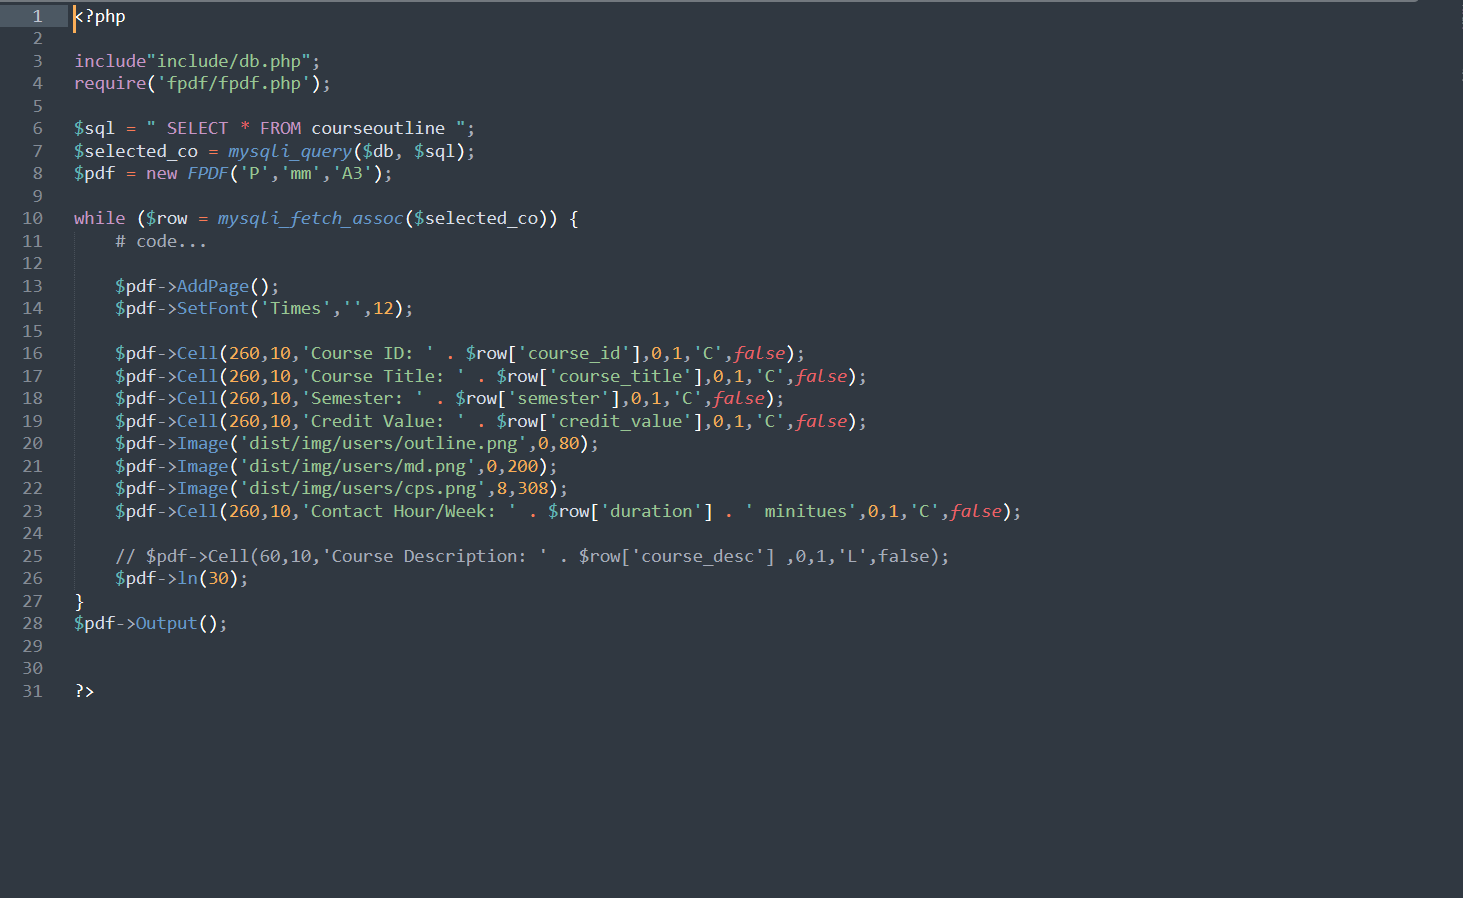 1 <?php
2
3 include"include/db.php";
4 require('fpdf/fpdf.php');
5
6 $sql = " SELECT * FROM courseoutline ";
7 $selected_co = mysqli_query($db, $sql);
8 $pdf = new FPDF('P','mm','A3');
9
10 while ($row = mysqli_fetch_assoc($selected_co)) {
11 # code...
12
13 $pdf->AddPage();
14 $pdf->SetFont('Times','',12);
15
16 $pdf->Cell(260,10,'Course ID: ' . $row['course_id'],0,1,'C',false);
17 $pdf->Cell(260,10,'Course Title: ' . $row['course_title'],0,1,'C',false);
18 $pdf->Cell(260,10,'Semester: ' . $row['semester'],0,1,'C',false);
19 $pdf->Cell(260,10,'Credit Value: ' . $row['credit_value'],0,1,'C',false);
20 $pdf->Image('dist/img/users/outline.png',0,80);
21 $pdf->Image('dist/img/users/md.png',0,200);
22 $pdf->Image('dist/img/users/cps.png',8,308);
23 $pdf->Cell(260,10,'Contact Hour/Week: ' . $row['duration'] . ' minitues',0,1,'C',false);
24
25 // $pdf->Cell(60,10,'Course Description: ' . $row['course_desc'] ,0,1,'L',false);
26 $pdf->ln(30);
27 }
28 $pdf->Output();
29
30
31 ?>